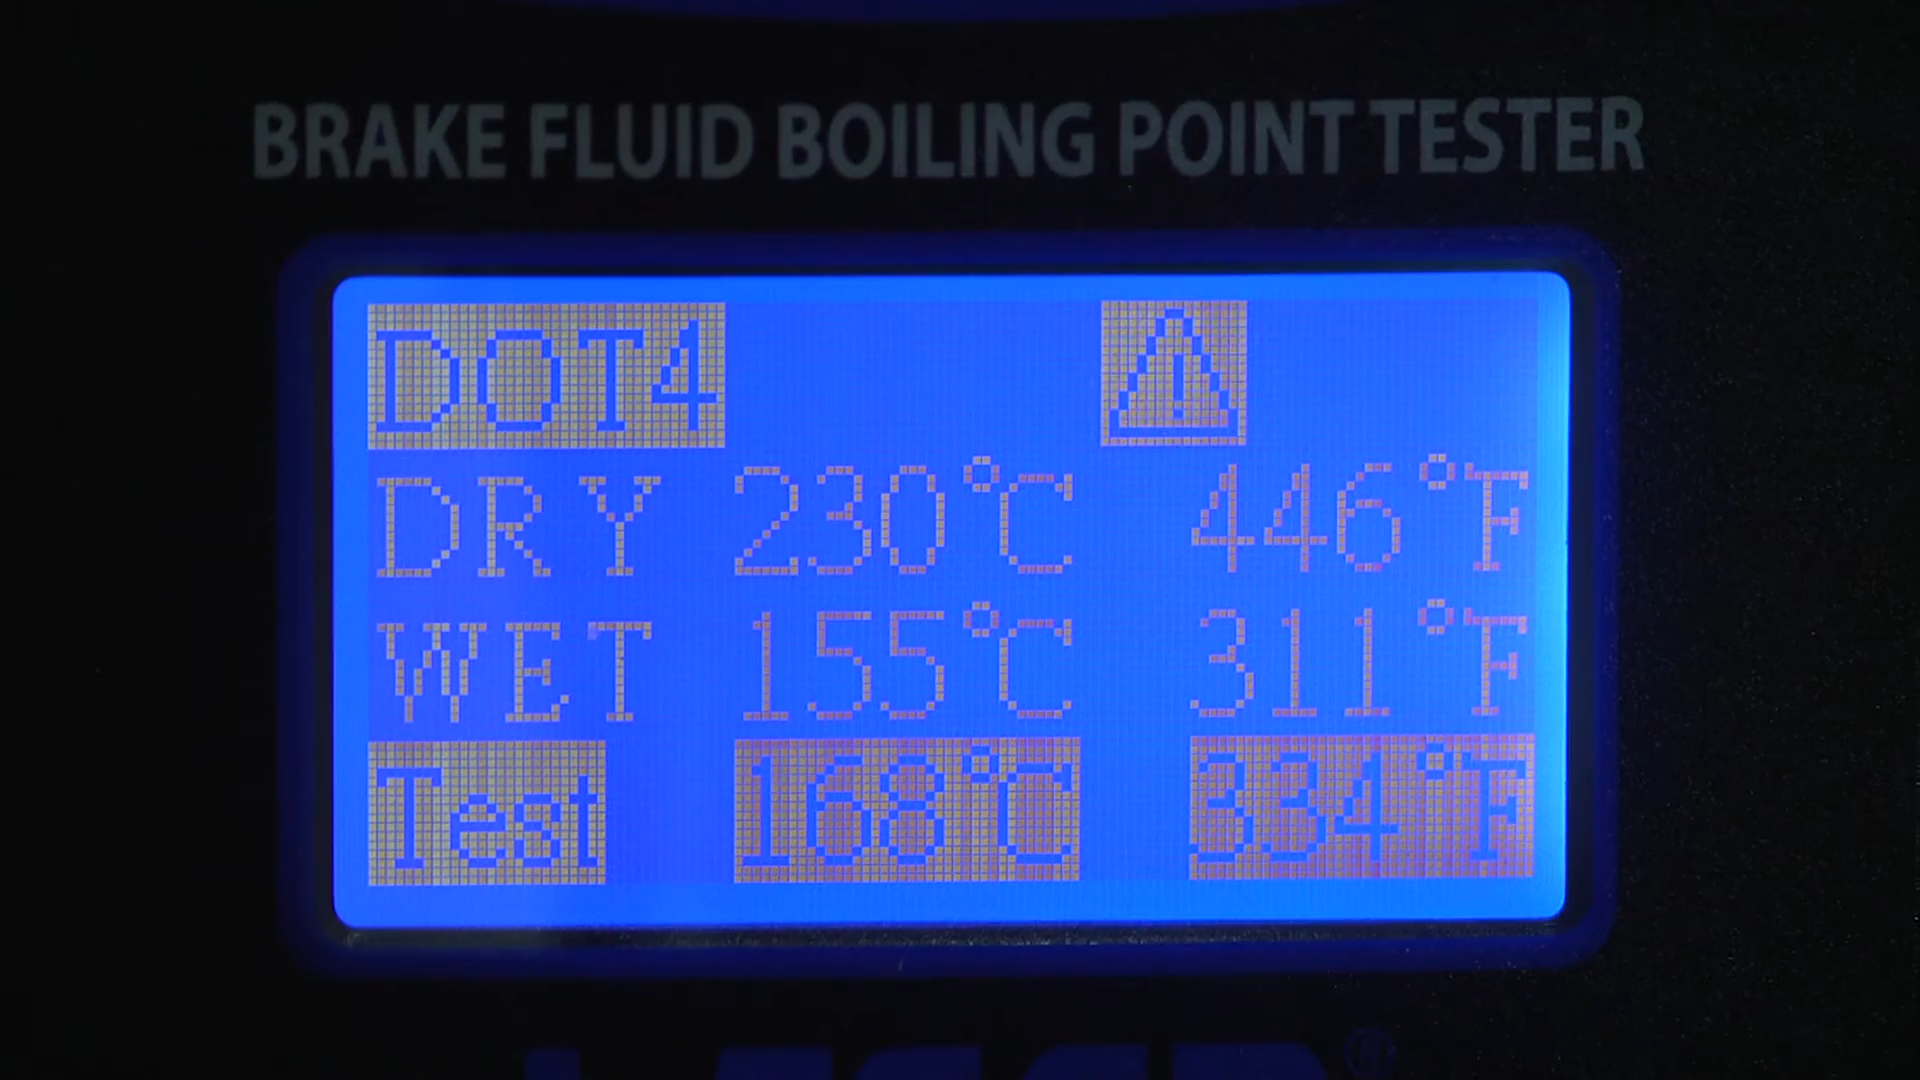 BRAKE FLUID BOILING POINT TESTER
DOT4
DRY 230°C 446°F
WET 155°C 311°F
Test 168°C 334°F